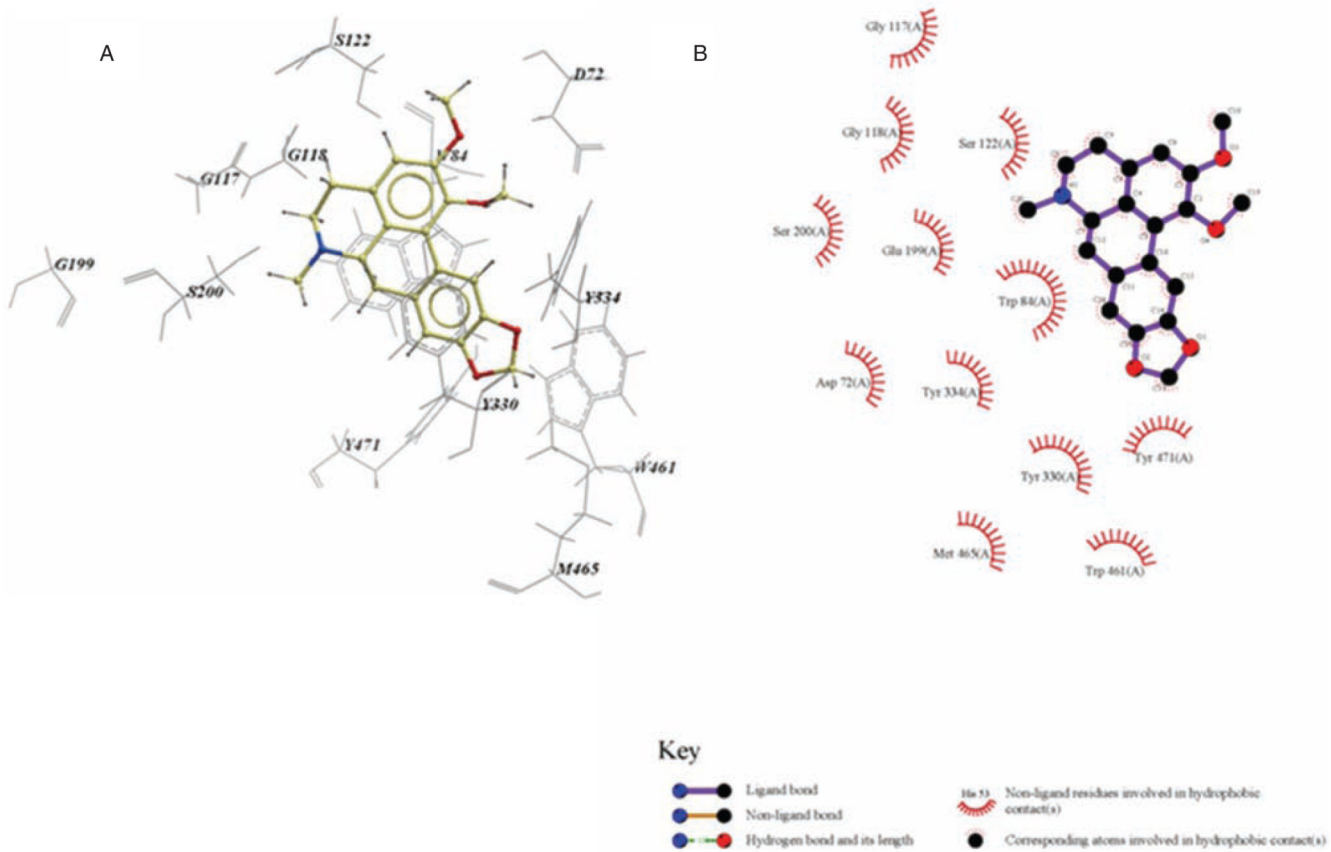 A
S122
D72
W84
G118
G117
G199
S200
Y334
Y330
Y471
W461
M465
B
Gly 117(A)
Gly 118(A)
Ser 122(A)
Ser 200(A)
Glu 199(A)
Trp 84(A)
Asp 72(A)
Tyr 334(A)
Tyr 471(A)
Tyr 330(A)
Met 465(A)
Trp 461(A)
Key
Ligand bond
Non-ligand bond
Hydrogen bond and its length
His 53
Non-ligand residues involved in hydrophobic
contact(s)
Corresponding atoms involved in hydrophobic contact(s)